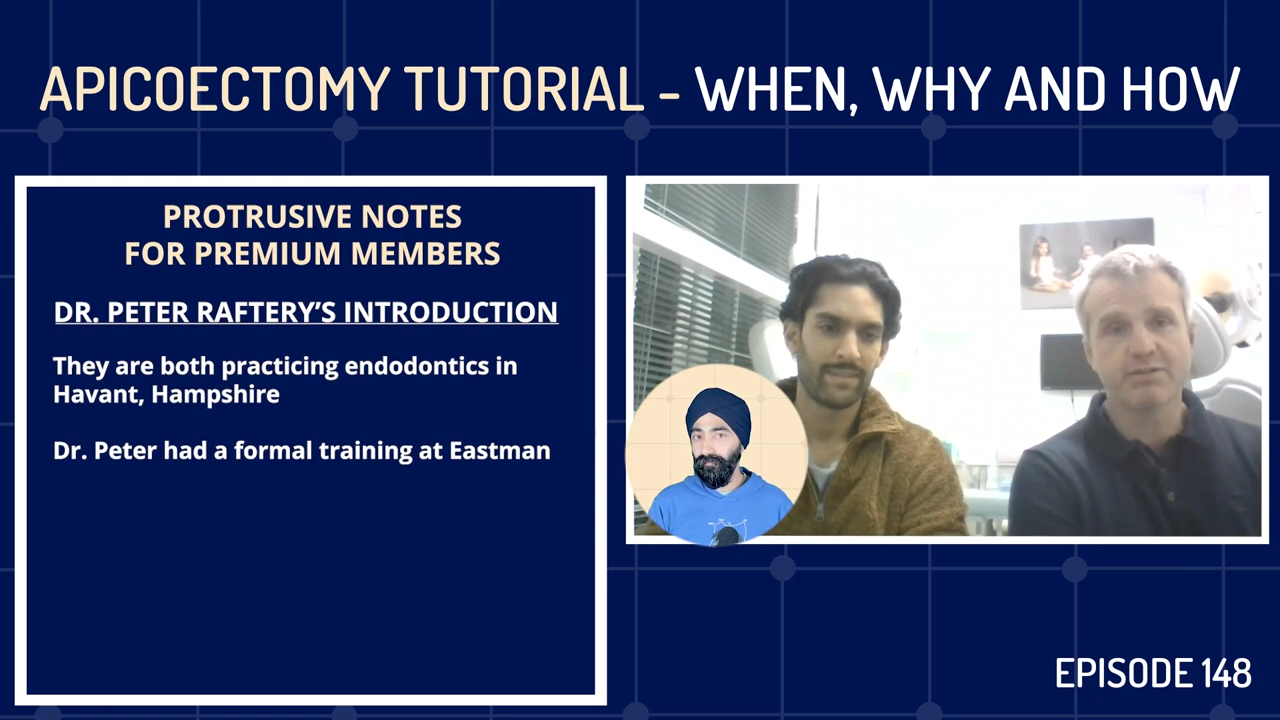 APICOECTOMY TUTORIAL - WHEN, WHY AND HOW
PROTRUSIVE NOTES
FOR PREMIUM MEMBERS
DR. PETER RAFTERY’S INTRODUCTION
They are both practicing endodontics in
Havant, Hampshire
Dr. Peter had a formal training at Eastman
EPISODE 148